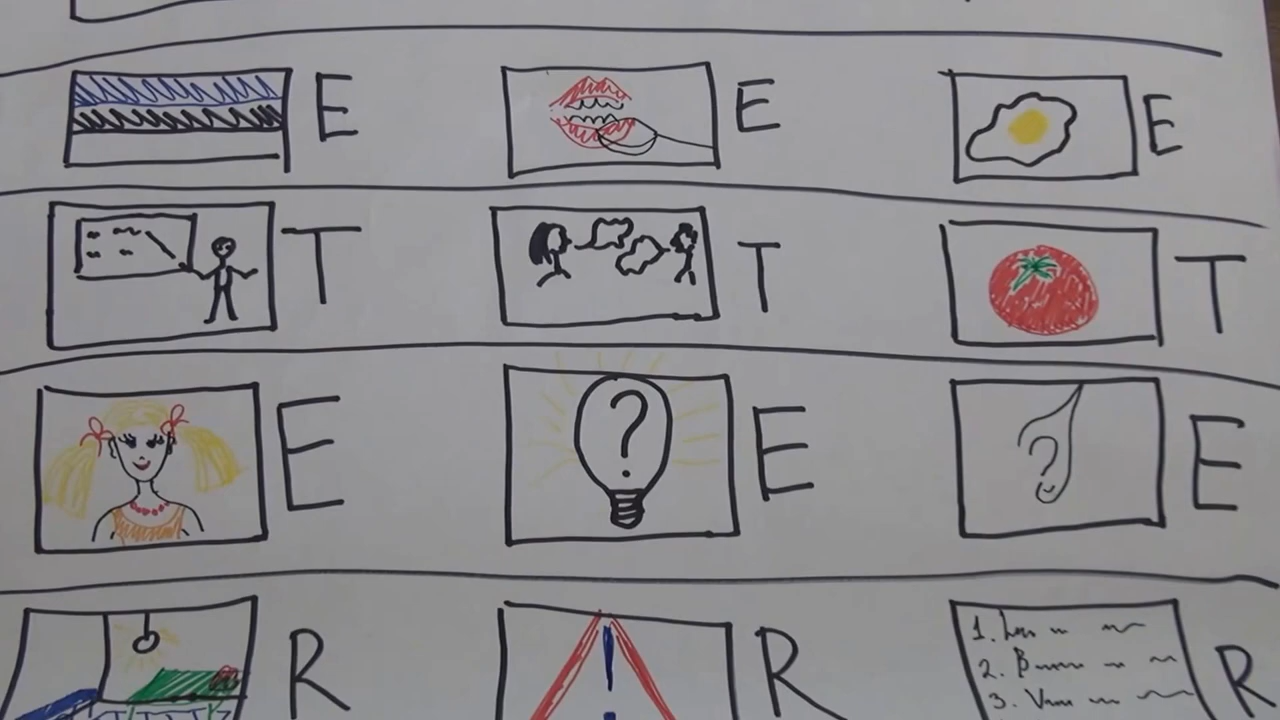 E E E
T T T
E ? E ? E
R R 1.
2.
3.
R